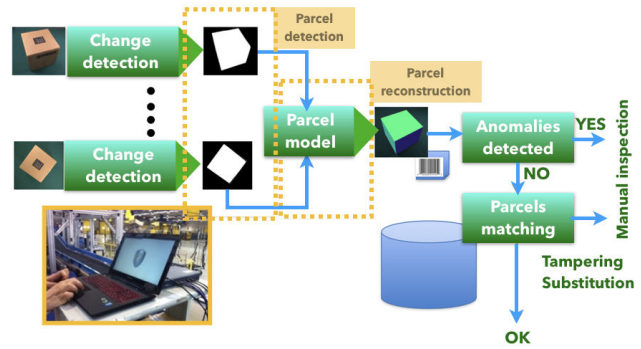 Change
detection
Parcel
detection
Parcel
reconstruction
Parcel
model
Anomalies
detected
YES
Manual inspection
NO
Change
detection
Parcels
matching
Tampering
Substitution
OK